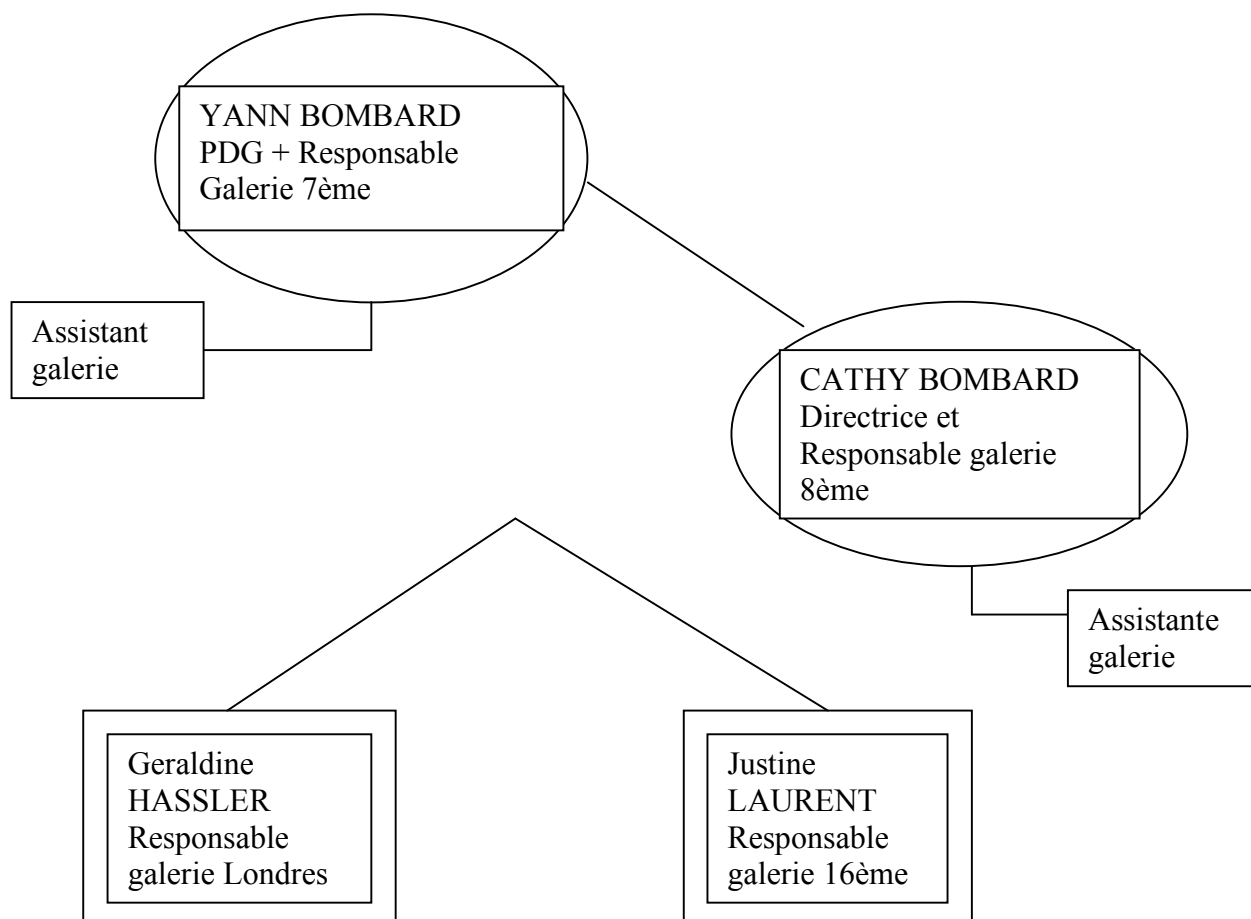 YANN BOMBARD
PDG + Responsable
Galerie 7ème
Assistant
galerie
CATHY BOMBARD
Directrice et
Responsable galerie
8ème
Assistante
galerie
Geraldine
HASSLER
Responsable
galerie Londres
Justine
LAURENT
Responsable
galerie 16ème